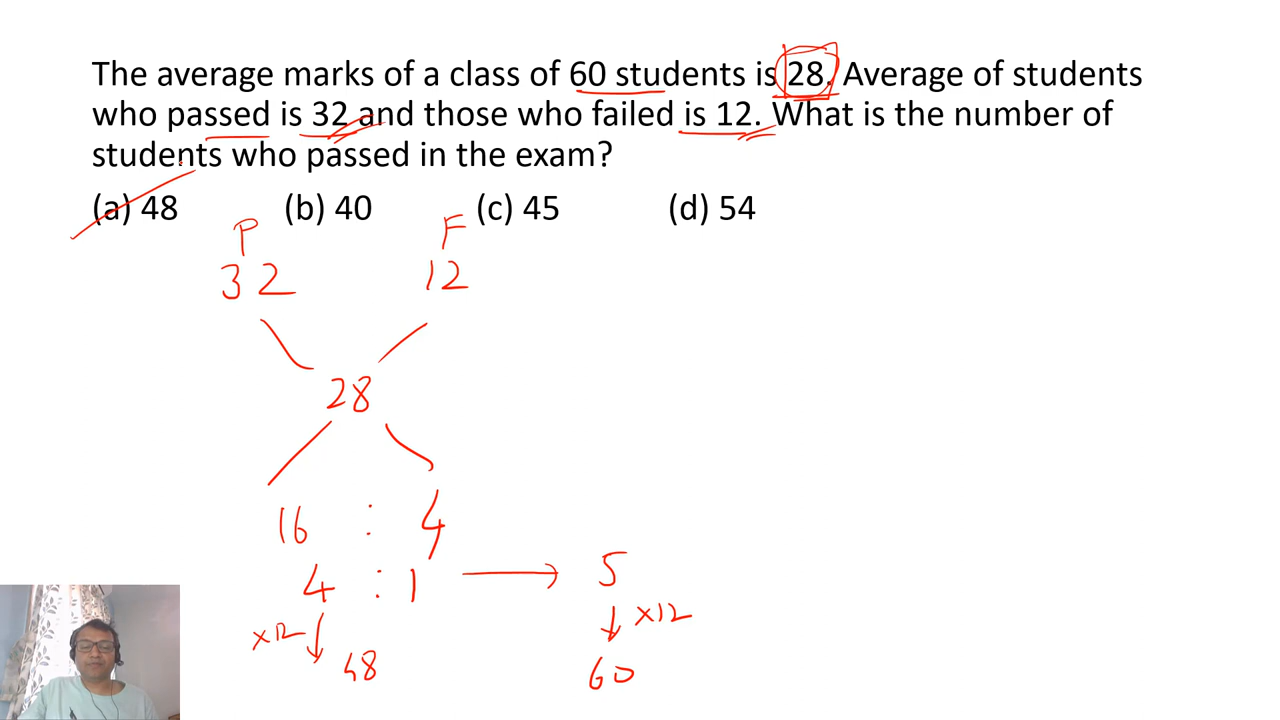 The average marks of a class of 60 students is 28. Average of students
who passed is 32 and those who failed is 12. What is the number of
students who passed in the exam?
(a) 48 (b) 40 (c) 45 (d) 54
P F
32 12
28
16 : 4
4 : 1 → 5
×12 ↓ ↓ ×12
48 60